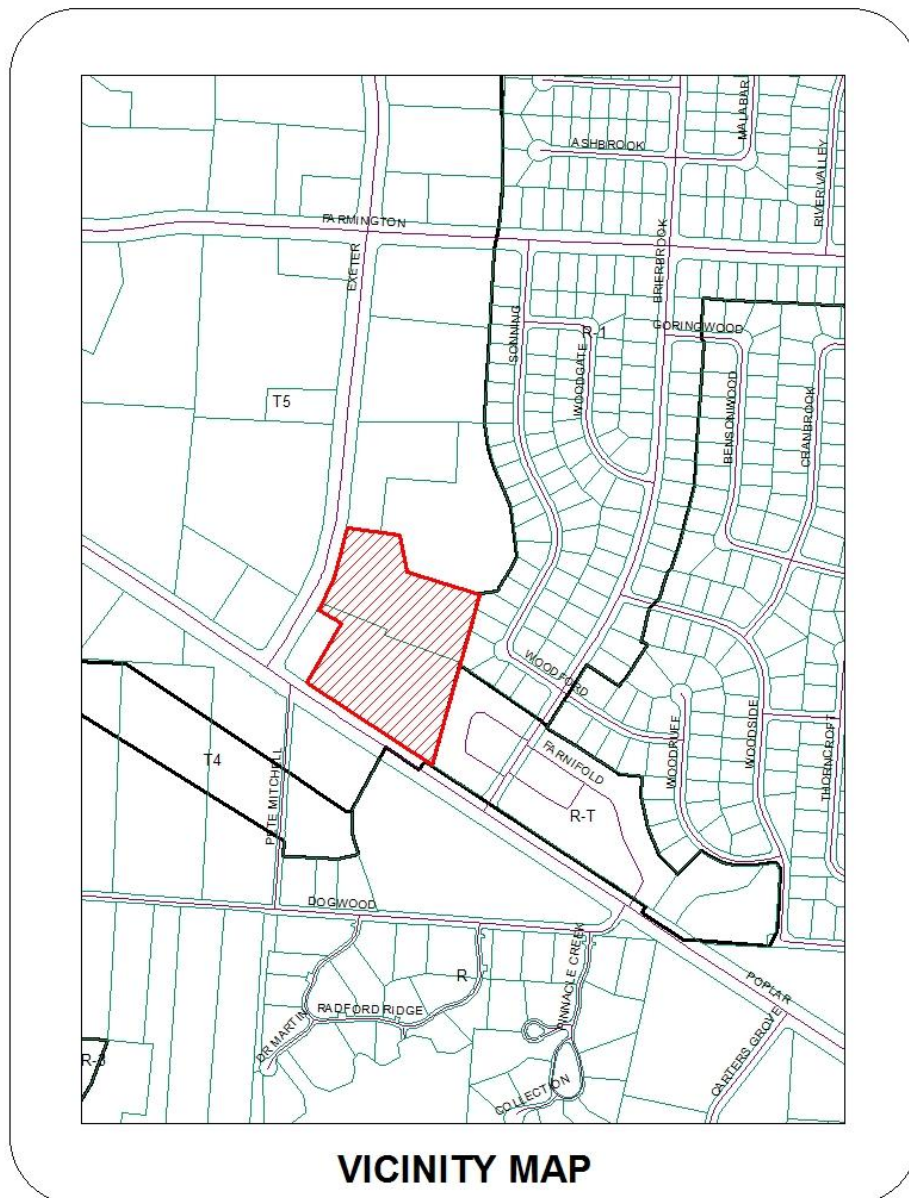 MALABAR
ASHBROOK
RIVER VALLEY
FARMINGTON
EXETER
BRIERBROOK
SONNING
R-1
GORINGWOOD
WOODGATE
BENSONWOOD
CRANBROOK
T5
WOODFORD
WOODRUFF
WOODSIDE
THORNCROFT
FARNIFOLD
T4
PETE MITCHELL
R-T
DOGWOOD
PINNACLE CREEK
R
POPLAR
RADFORD RIDGE
DR MARTIN
CARTERS GROVE
R-3
COLLECTION
VICINITY MAP